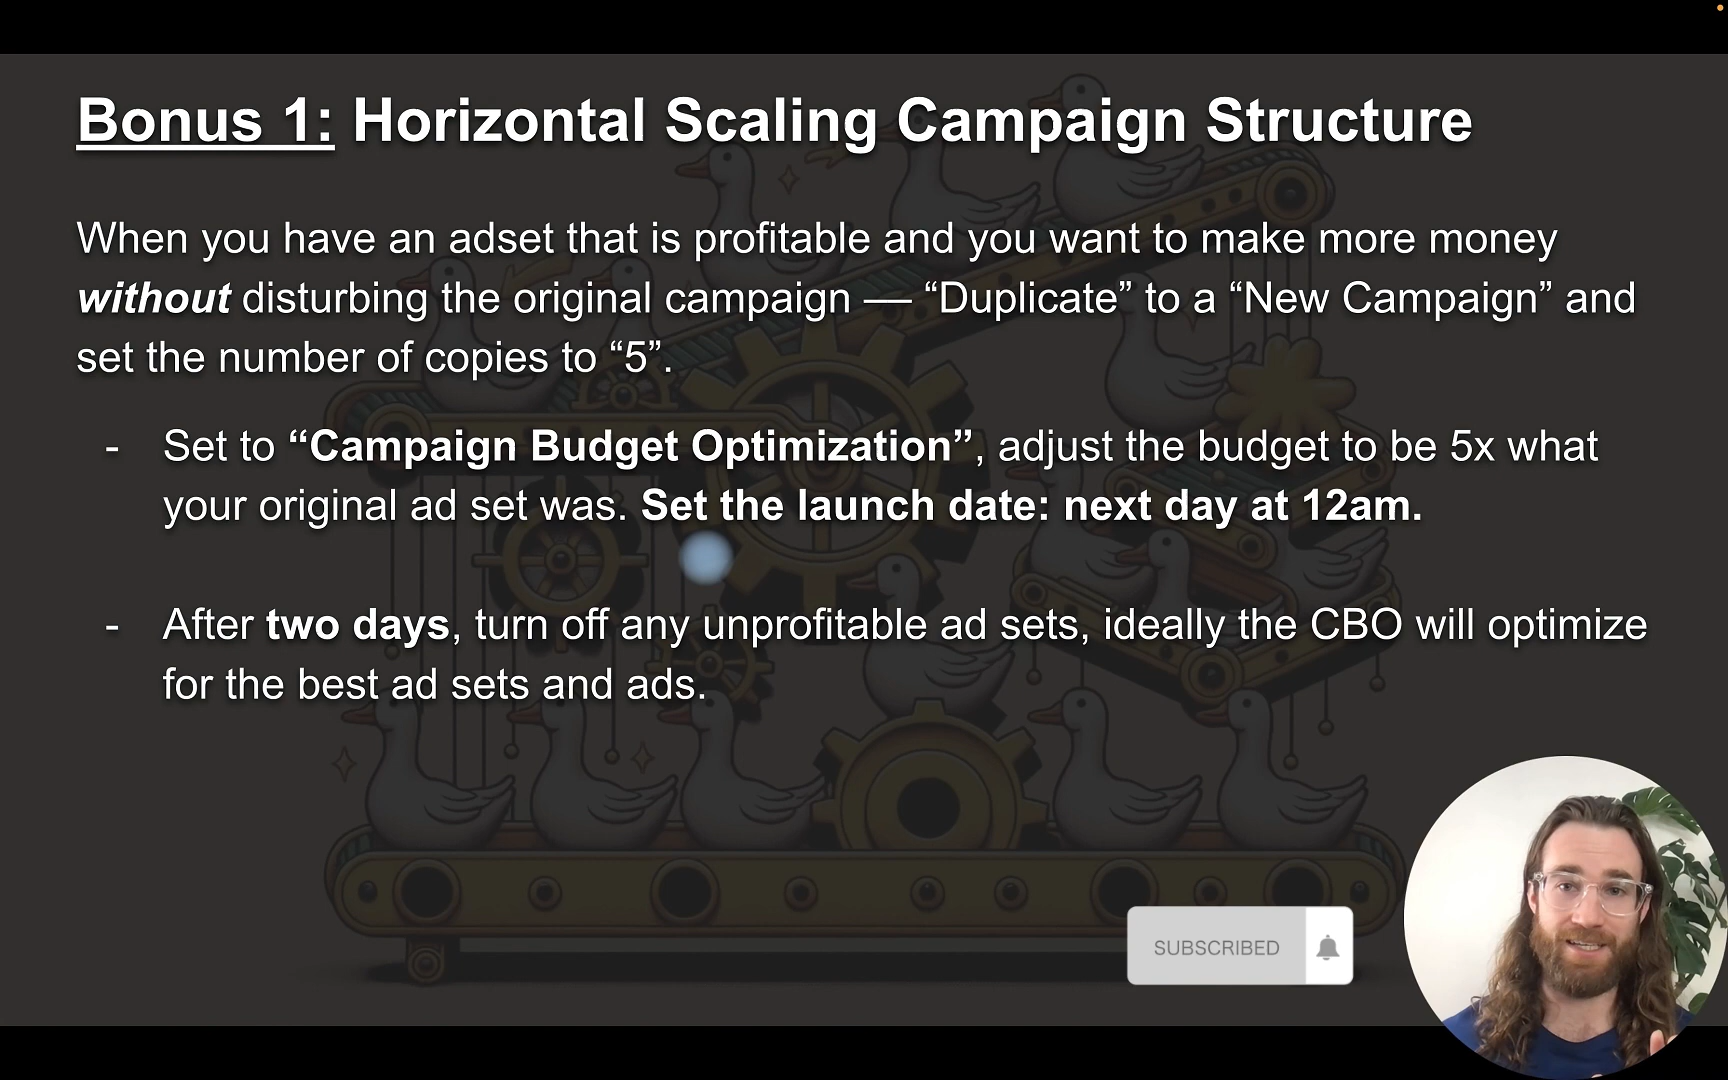 Bonus 1: Horizontal Scaling Campaign Structure
When you have an adset that is profitable and you want to make more money
without disturbing the original campaign — “Duplicate” to a “New Campaign” and
set the number of copies to “5”.
- Set to “Campaign Budget Optimization”, adjust the budget to be 5x what
your original ad set was. Set the launch date: next day at 12am.
- After two days, turn off any unprofitable ad sets, ideally the CBO will optimize
for the best ad sets and ads.
SUBSCRIBED